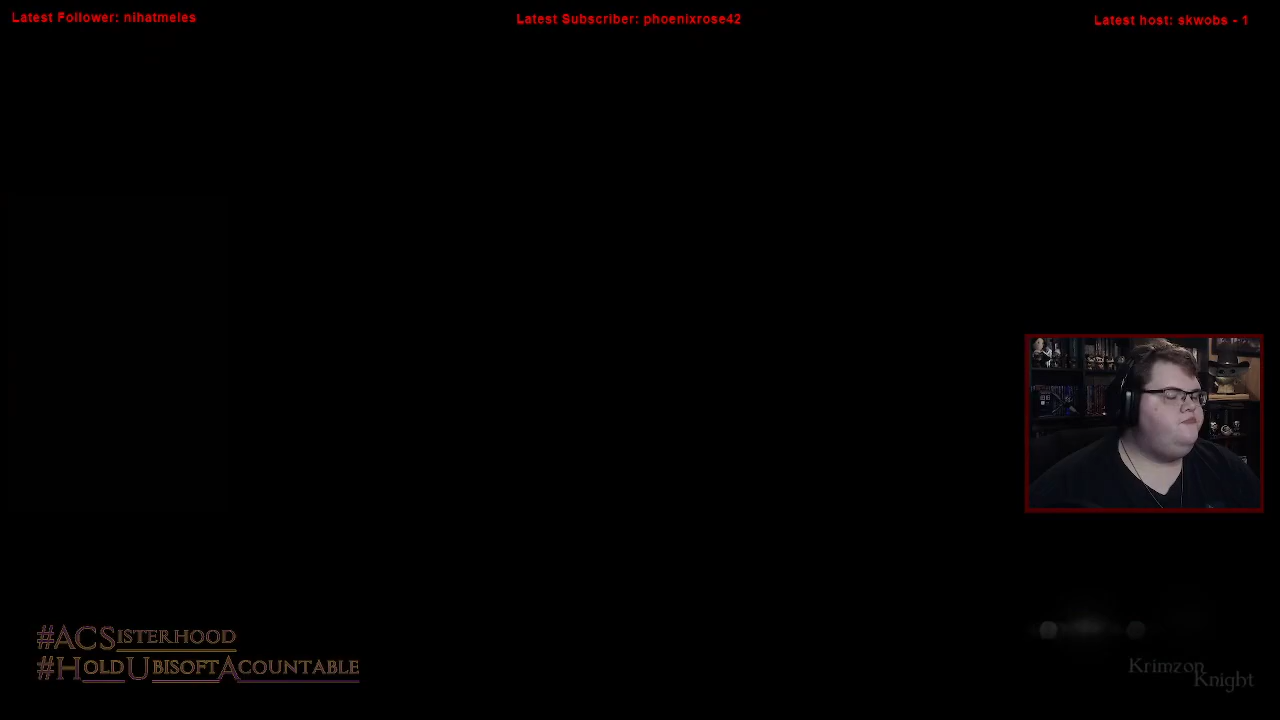 Latest Follower: nihatmeles
Latest Subscriber: phoenixrose42
Latest host: skwobs - 1
#ACSisterhood
#HoldUbisoftAcountable
Krimzon
Knight